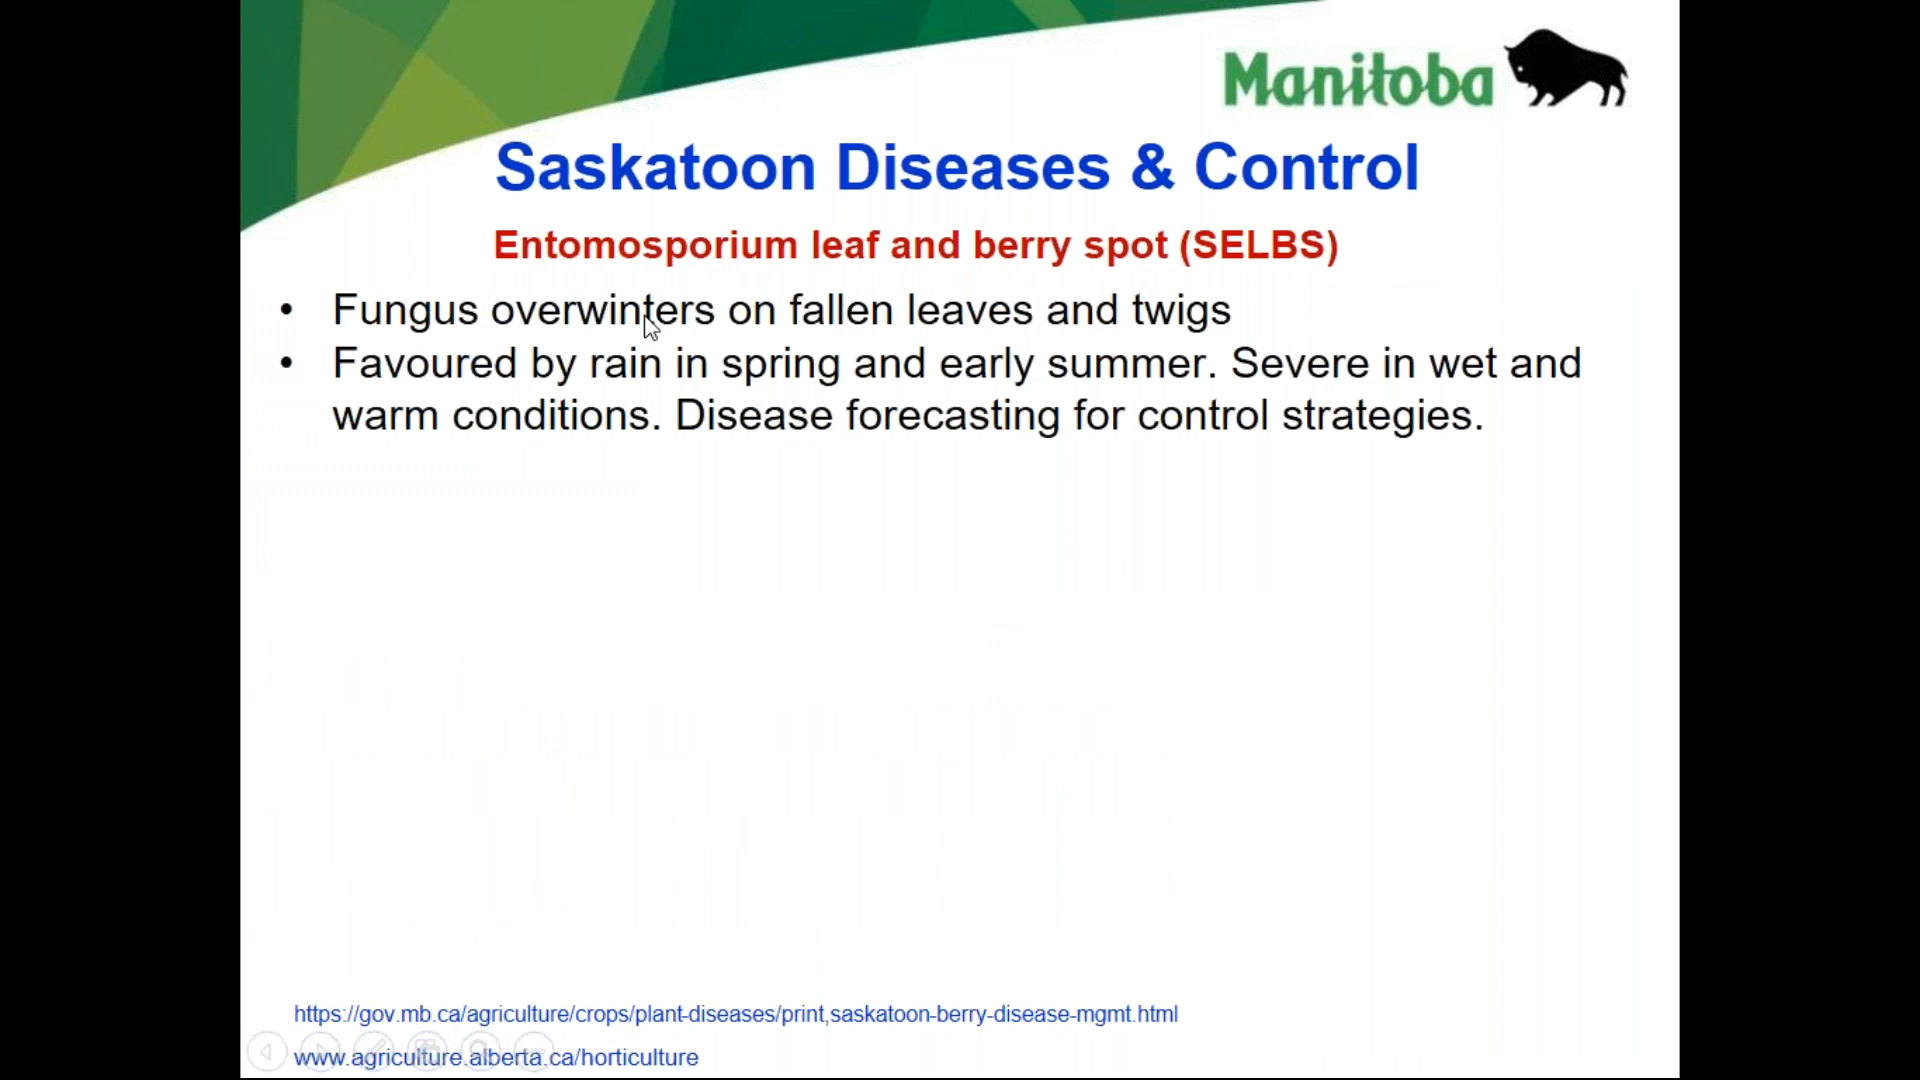 Manitoba
Saskatoon Diseases & Control
Entomosporium leaf and berry spot (SELBS)
• Fungus overwinters on fallen leaves and twigs
• Favoured by rain in spring and early summer. Severe in wet and
warm conditions. Disease forecasting for control strategies.
https://gov.mb.ca/agriculture/crops/plant-diseases/print,saskatoon-berry-disease-mgmt.html
www.agriculture.alberta.ca/horticulture